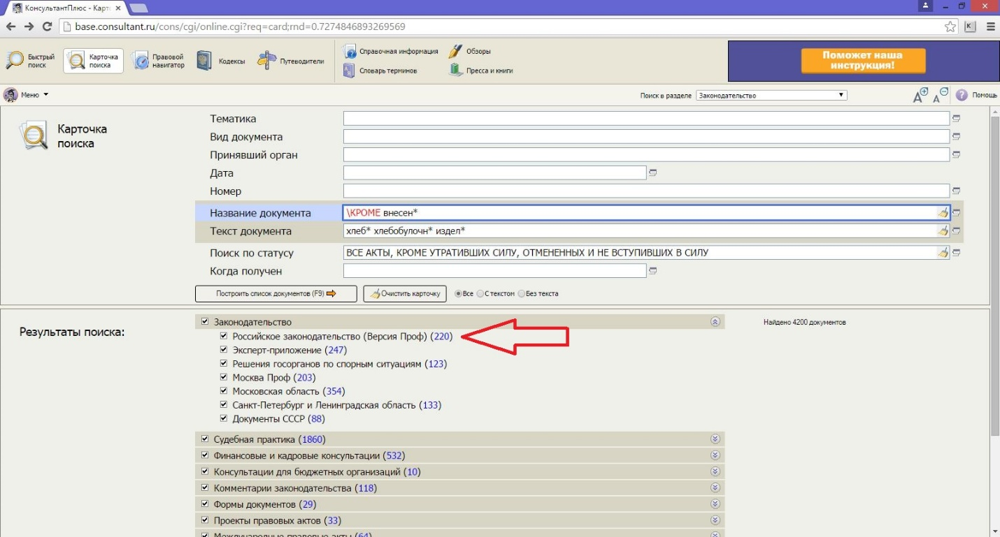 КонсультантПлюс - Карт
base.consultant.ru/cons/cgi/online.cgi?req=card;rnd=0.7274846893269569
Быстрый
поиск
Карточка
поиска
Правовой
навигатор
Кодексы
Путеводители
Справочная информация
Словарь терминов
Обзоры
Пресса и книги
Поможет наша
инструкция!
Меню
Поиск в разделе Законодательство
Помощь
Карточка
поиска
Тематика
Вид документа
Принявший орган
Дата
Номер
Название документа \КРОМЕ внесен*
Текст документа хлеб* хлебобулочн* издел*
Поиск по статусу ВСЕ АКТЫ, КРОМЕ УТРАТИВШИХ СИЛУ, ОТМЕНЕННЫХ И НЕ ВСТУПИВШИХ В СИЛУ
Когда получен
Построить список документов (F9) Очистить карточку Все С текстом Без текста
Результаты поиска:
Законодательство
Найдено 4200 документов
Российское законодательство (Версия Проф) (220)
Эксперт-приложение (247)
Решения госорганов по спорным ситуациям (123)
Москва Проф (203)
Московская область (354)
Санкт-Петербург и Ленинградская область (133)
Документы СССР (88)
Судебная практика (1860)
Финансовые и кадровые консультации (532)
Консультации для бюджетных организаций (10)
Комментарии законодательства (118)
Формы документов (29)
Проекты правовых актов (33)
Международные правовые акты (64)